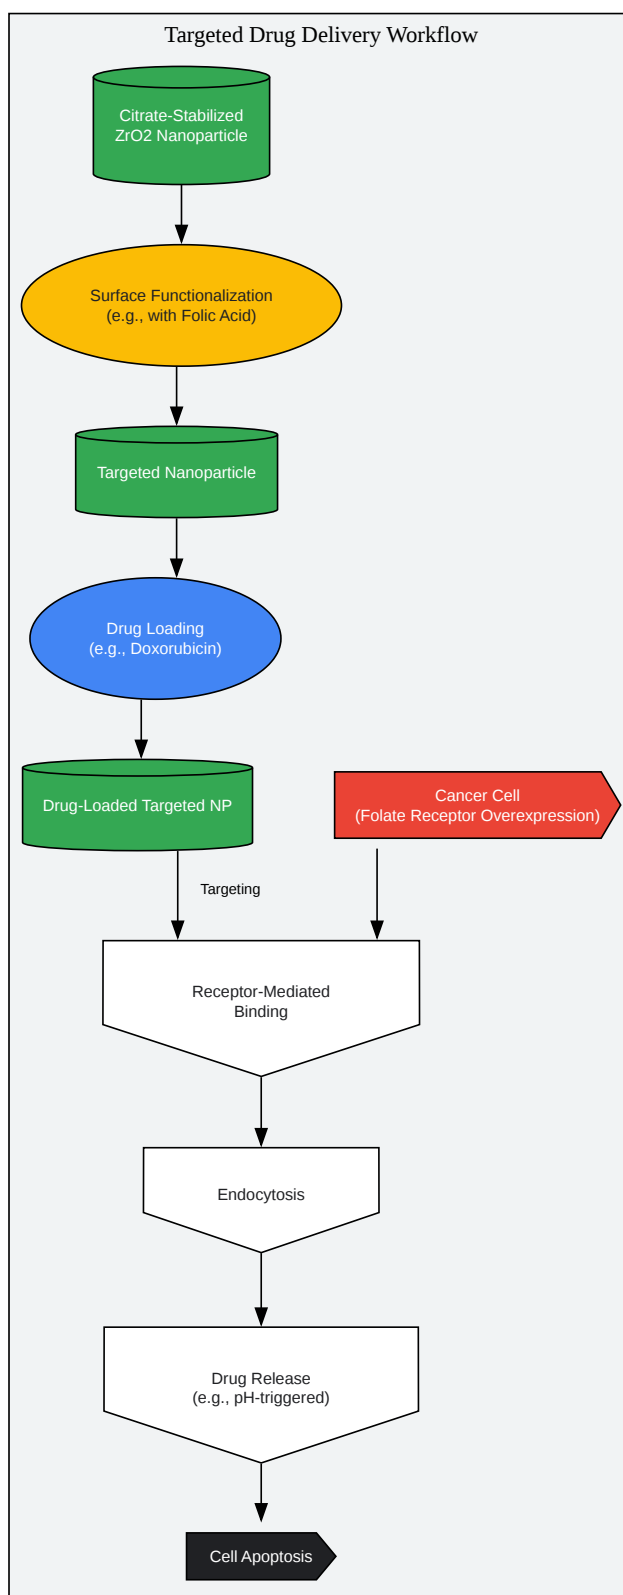 Targeted Drug Delivery Workflow
Citrate-Stabilized
ZrO2 Nanoparticle
Surface Functionalization
(e.g., with Folic Acid)
Targeted Nanoparticle
Drug Loading
(e.g., Doxorubicin)
Drug-Loaded Targeted NP
Cancer Cell
(Folate Receptor Overexpression)
Targeting
Receptor-Mediated
Binding
Endocytosis
Drug Release
(e.g., pH-triggered)
Cell Apoptosis